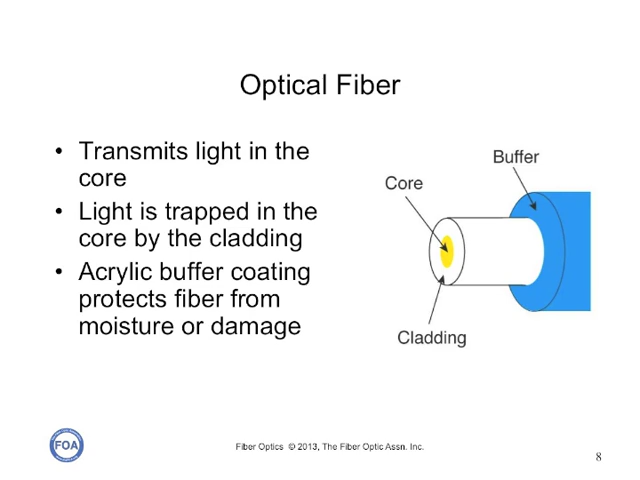 Optical Fiber
• Transmits light in the
core
• Light is trapped in the
core by the cladding
• Acrylic buffer coating
protects fiber from
moisture or damage
Buffer
Core
Cladding
FOA
Fiber Optics © 2013, The Fiber Optic Assn. Inc.
8